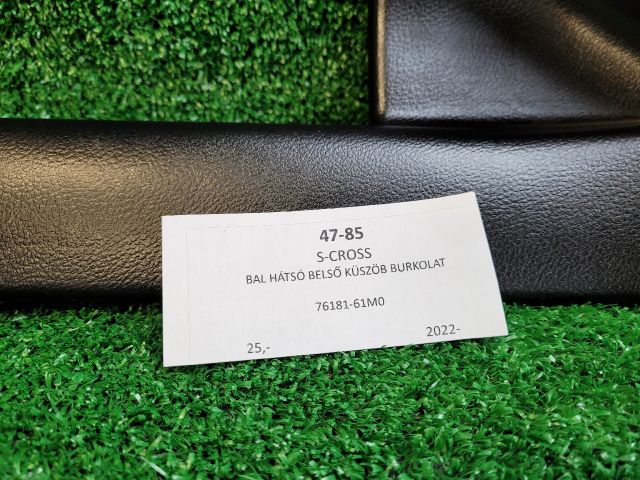 47-85
S-CROSS
BAL HÁTSÓ BELSŐ KÜSZÖB BURKOLAT
76181-61M0
25,- 2022-